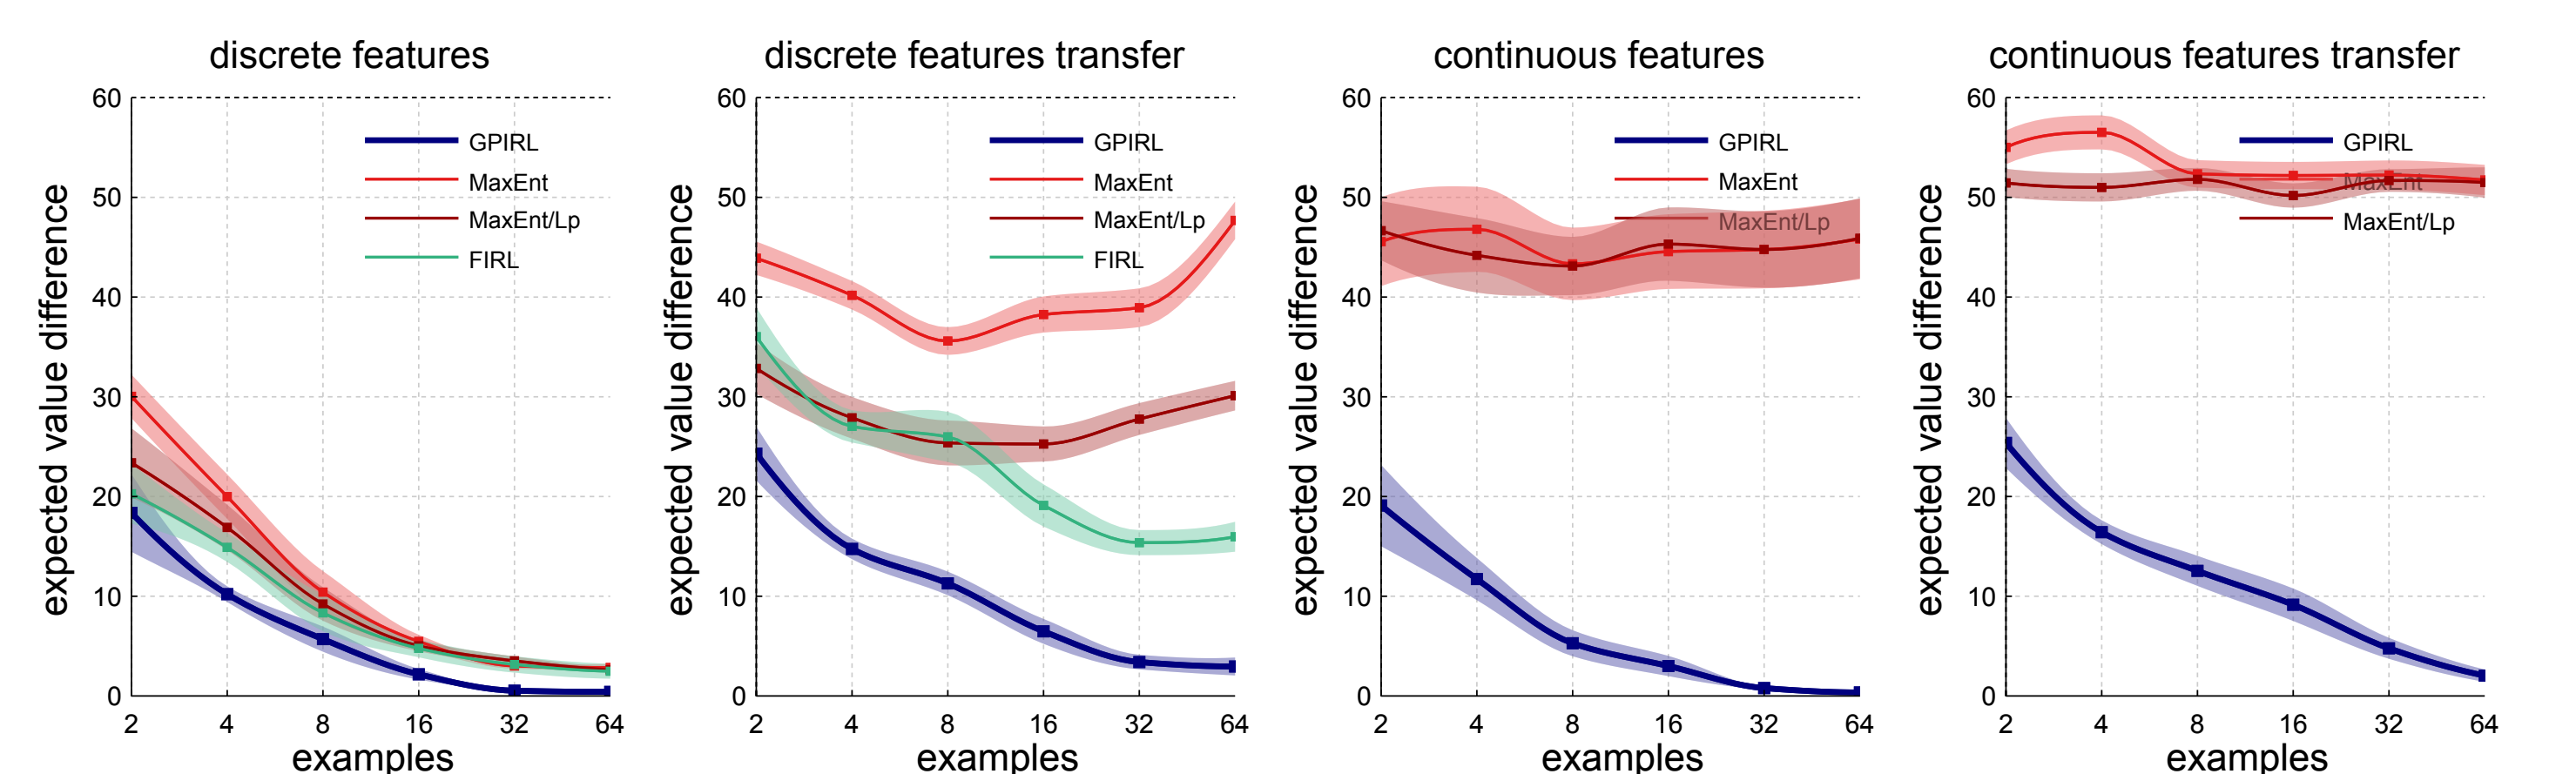 discrete features
60
50
40
30
20
10
0
2 4 8 16 32 64
expected value difference
examples
GPIRL
MaxEnt
MaxEnt/Lp
FIRL
discrete features transfer
60
50
40
30
20
10
0
2 4 8 16 32 64
expected value difference
examples
GPIRL
MaxEnt
MaxEnt/Lp
FIRL
continuous features
60
50
40
30
20
10
0
2 4 8 16 32 64
expected value difference
examples
GPIRL
MaxEnt
MaxEnt/Lp
continuous features transfer
60
50
40
30
20
10
0
2 4 8 16 32 64
expected value difference
examples
GPIRL
MaxEnt
MaxEnt/Lp